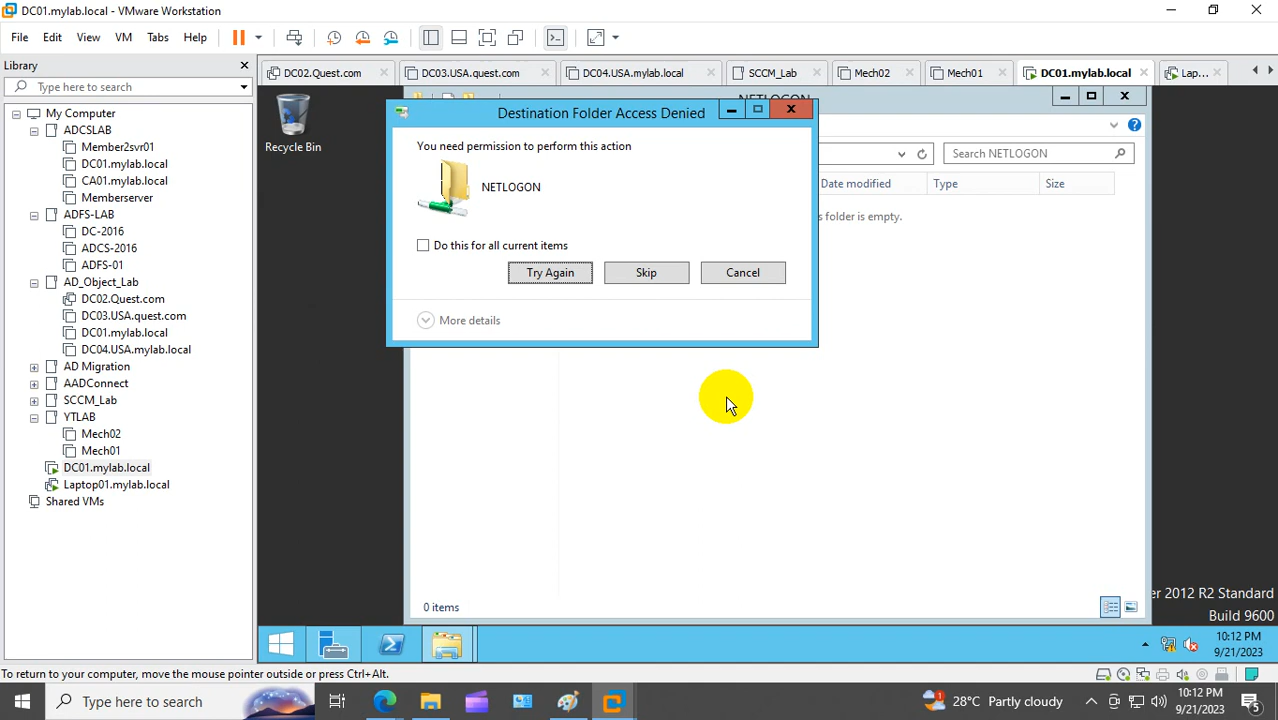 DC01.mylab.local - VMware Workstation
File Edit View VM Tabs Help
Library
Type here to search
My Computer
ADCSLAB
Member2svr01
DC01.mylab.local
CA01.mylab.local
Memberserver
ADFS-LAB
DC-2016
ADCS-2016
ADFS-01
AD_Object_Lab
DC02.Quest.com
DC03.USA.quest.com
DC01.mylab.local
DC04.USA.mylab.local
AD Migration
AADConnect
SCCM_Lab
YTLAB
Mech02
Mech01
DC01.mylab.local
Laptop01.mylab.local
Shared VMs
DC02.Quest.com DC03.USA.quest.com DC04.USA.mylab.local SCCM_Lab Mech02 Mech01 DC01.mylab.local Lap...
Recycle Bin
NETLOGON
Destination Folder Access Denied
You need permission to perform this action
NETLOGON
Do this for all current items
Try Again Skip Cancel
More details
Search NETLOGON
Date modified Type Size
s folder is empty.
0 items
er 2012 R2 Standard
Build 9600
10:12 PM
9/21/2023
To return to your computer, move the mouse pointer outside or press Ctrl+Alt.
Type here to search
1
28°C Partly cloudy
10:12 PM
9/21/2023
5